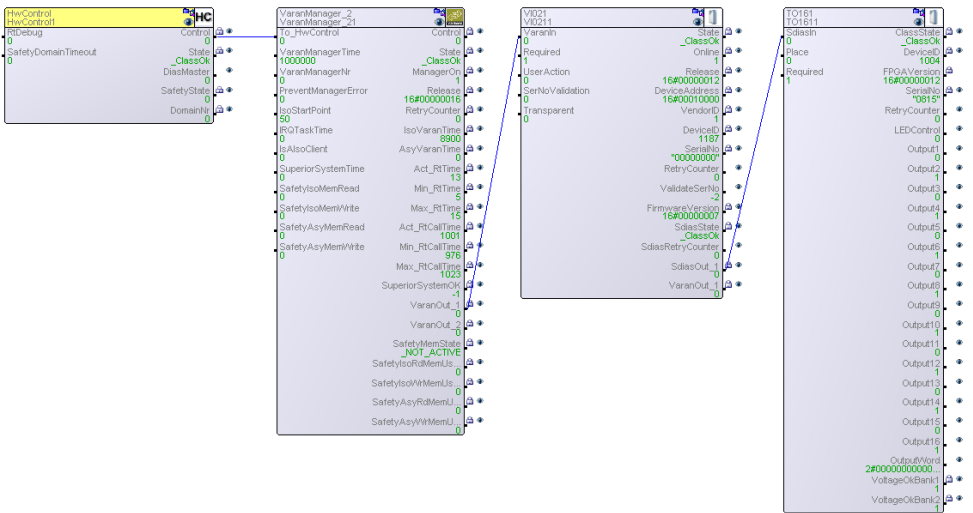 HwControl
HwControl1
HC
RtDebug
0
Control
0
SafetyDomainTimeout
0
State
_ClassOk
DiasMaster
0
SafetyState
0
DomainNr
0
VaranManager_2
VaranManager_21
To_HwControl
0
Control
0
VaranManagerTime
1000000
State
_ClassOk
VaranManagerNr
0
ManagerOn
1
PreventManagerError
0
Release
16#00000016
IsoStartPoint
50
RetryCounter
0
IRQTaskTime
0
IsoVaranTime
8900
IsAlsoClient
0
AsyVaranTime
0
SuperiorSystemTime
0
Act_RtTime
13
SafetyIsoMemRead
0
Min_RtTime
5
SafetyIsoMemWrite
0
Max_RtTime
15
SafetyAsyMemRead
0
Act_RtCallTime
1001
SafetyAsyMemWrite
0
Min_RtCallTime
976
Max_RtCallTime
1023
SuperiorSystemOK
-1
VaranOut_1
0
VaranOut_2
0
SafetyMemState
_NOT_ACTIVE
SafetyIsoRdMemUs...
0
SafetyIsoWrMemUs...
0
SafetyAsyRdMemU...
0
SafetyAsyWrMemU...
0
VI021
VI0211
VaranIn
0
State
_ClassOk
Required
1
Online
1
UserAction
0
Release
16#00000012
SerNoValidation
0
DeviceAddress
16#00010000
Transparent
0
VendorID
1
DeviceID
1187
SerialNo
"00000000"
RetryCounter
0
ValidateSerNo
-2
FirmwareVersion
16#00000007
SdiasState
_ClassOk
SdiasRetryCounter
0
SdiasOut_1
0
VaranOut_1
0
TO161
TO1611
SdiasIn
0
ClassState
_ClassOk
Place
0
DeviceID
1004
Required
1
FPGAVersion
16#00000012
SerialNo
"0815"
RetryCounter
0
LEDControl
0
Output1
0
Output2
1
Output3
0
Output4
1
Output5
0
Output6
1
Output7
0
Output8
1
Output9
0
Output10
1
Output11
0
Output12
1
Output13
0
Output14
1
Output15
0
Output16
1
OutputWord
2#00000000000...
VoltageOkBank1
1
VoltageOkBank2
1